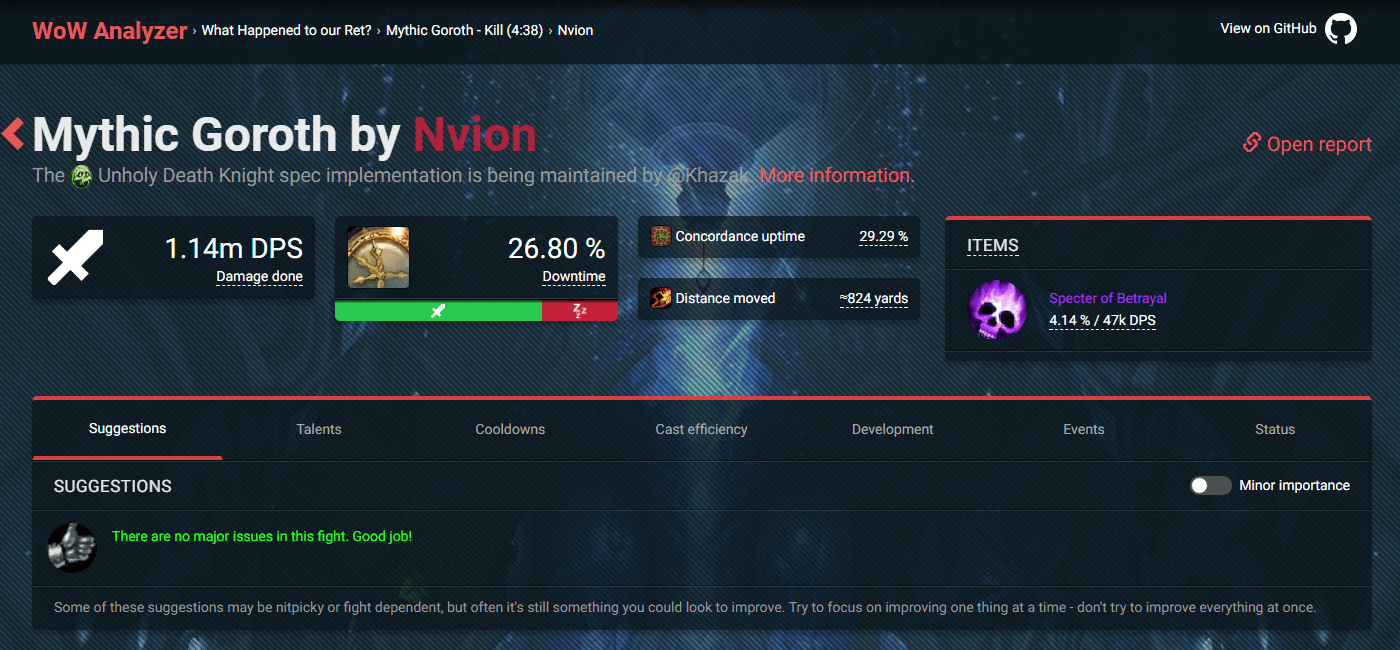 WoW Analyzer › What Happened to our Ret? › Mythic Goroth - Kill (4:38) › Nvion
View on GitHub
Mythic Goroth by Nvion
Open report
The Unholy Death Knight spec implementation is being maintained by @Khazak. More information.
1.14m DPS
Damage done
26.80 %
Downtime
Concordance uptime 29.29 %
Distance moved ≈824 yards
ITEMS
Specter of Betrayal
4.14 % / 47k DPS
Suggestions Talents Cooldowns Cast efficiency Development Events Status
SUGGESTIONS
Minor importance
There are no major issues in this fight. Good job!
Some of these suggestions may be nitpicky or fight dependent, but often it's still something you could look to improve. Try to focus on improving one thing at a time - don't try to improve everything at once.